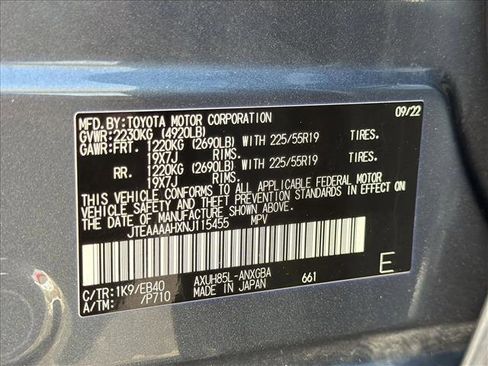 MFD. BY: TOYOTA MOTOR CORPORATION 09/22
GVWR: 2230KG (4920LB)
GAWR: FRT. 1220KG (2690LB) WITH 225/55R19 TIRES.
19X7J RIMS.
RR. 1220KG (2690LB) WITH 225/55R19 TIRES.
19X7J RIMS.
THIS VEHICLE CONFORMS TO ALL APPLICABLE FEDERAL MOTOR
VEHICLE SAFETY AND THEFT PREVENTION STANDARDS IN EFFECT
ON THE DATE OF MANUFACTURE SHOWN ABOVE.
JTEAAAAHXNJ115455 MPV
C/TR: 1K9/EB40 AXUH85L-ANXGBA 661 E
A/TM: /P710 MADE IN JAPAN